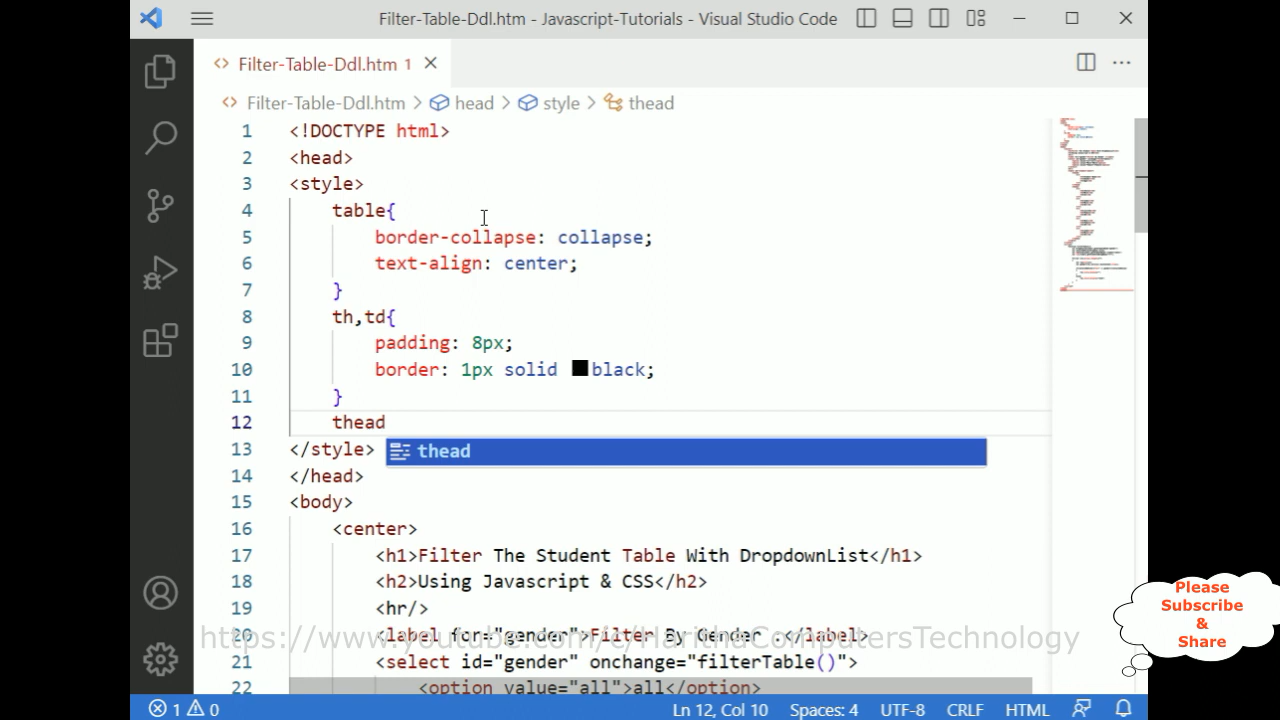 Filter-Table-Ddl.htm - Javascript-Tutorials - Visual Studio Code
Filter-Table-Ddl.htm 1
Filter-Table-Ddl.htm > head > style > thead
1 <!DOCTYPE html>
2 <head>
3 <style>
4 table{
5 border-collapse: collapse;
6 text-align: center;
7 }
8 th,td{
9 padding: 8px;
10 border: 1px solid black;
11 }
12 thead
13 </style>
thead
14 </head>
15 <body>
16 <center>
17 <h1>Filter The Student Table With DropdownList</h1>
18 <h2>Using Javascript & CSS</h2>
19 <hr/>
20 <label for="gender">Filter By Gender :</label>
https://www.youtube.com/c/HarithaComputersTechnology
21 <select id="gender" onchange="filterTable()">
22 <option value="all">all</option>
Please
Subscribe
&
Share
1 0 Ln 12, Col 10 Spaces: 4 UTF-8 CRLF HTML